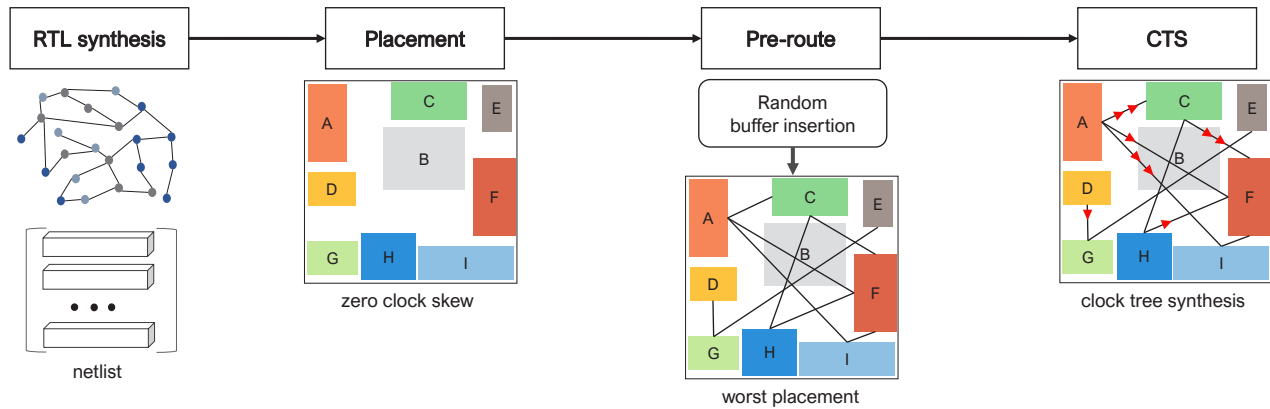 RTL synthesis
Placement
Pre-route
CTS
netlist
A
C
E
B
D
F
G
H
I
zero clock skew
Random
buffer insertion
A
C
E
B
D
F
G
H
I
worst placement
A
C
E
B
D
F
G
H
I
clock tree synthesis